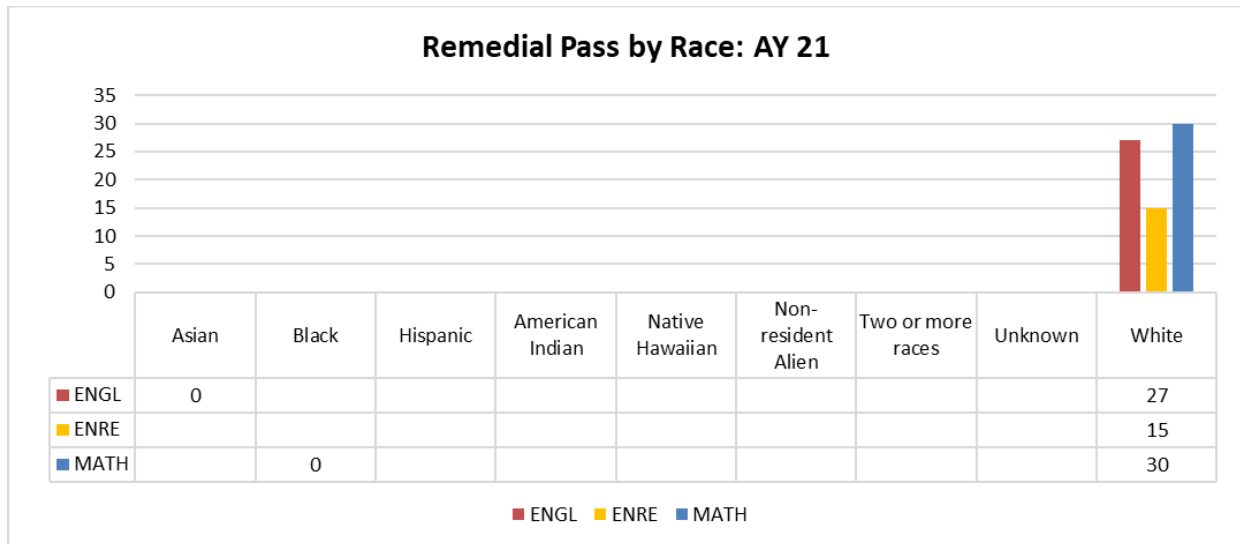 Remedial Pass by Race: AY 21
35
30
25
20
15
10
5
0
Asian Black Hispanic American Indian Native Hawaiian Non-resident Alien Two or more races Unknown White
ENGL 0 27
ENRE 15
MATH 0 30
ENGL ENRE MATH